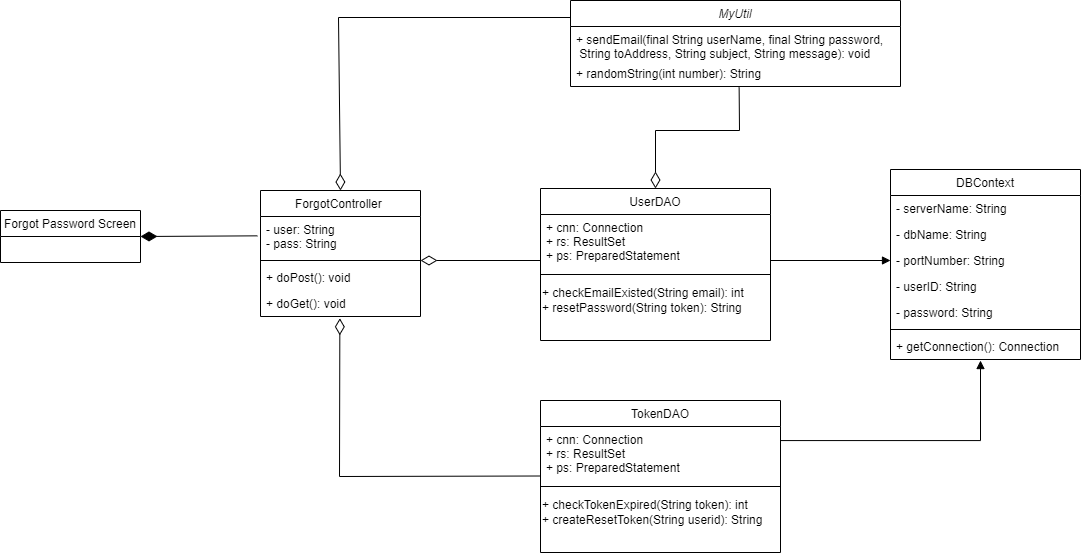 MyUtil
+ sendEmail(final String userName, final String password,
String toAddress, String subject, String message): void
+ randomString(int number): String
Forgot Password Screen
ForgotController
- user: String
- pass: String
+ doPost(): void
+ doGet(): void
UserDAO
+ cnn: Connection
+ rs: ResultSet
+ ps: PreparedStatement
+ checkEmailExisted(String email): int
+ resetPassword(String token): String
DBContext
- serverName: String
- dbName: String
- portNumber: String
- userID: String
- password: String
+ getConnection(): Connection
TokenDAO
+ cnn: Connection
+ rs: ResultSet
+ ps: PreparedStatement
+ checkTokenExpired(String token): int
+ createResetToken(String userid): String